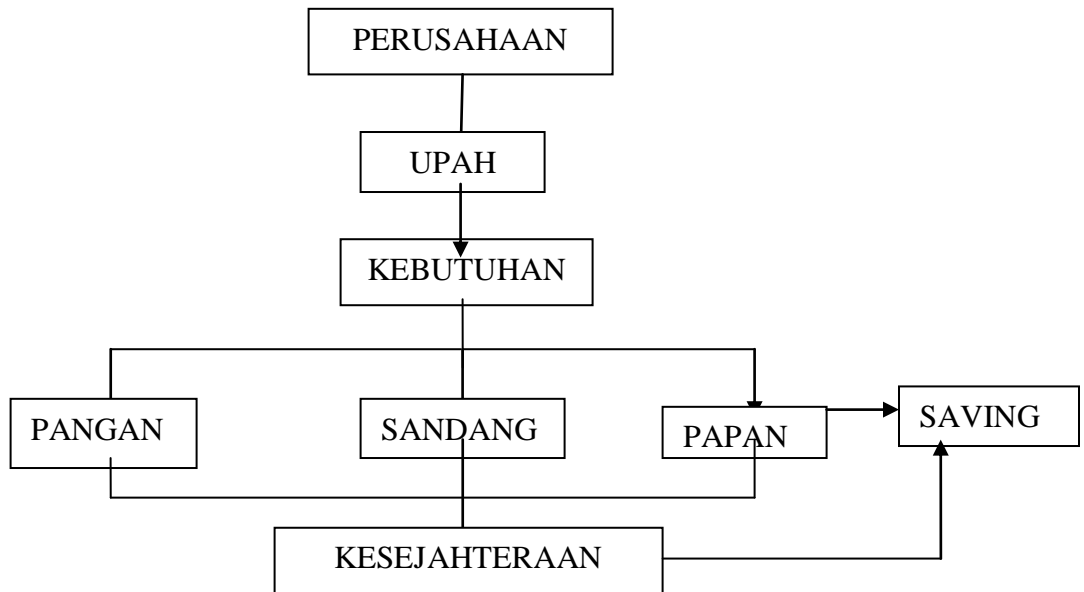 PERUSAHAAN
UPAH
KEBUTUHAN
PANGAN
SANDANG
PAPAN
SAVING
KESEJAHTERAAN